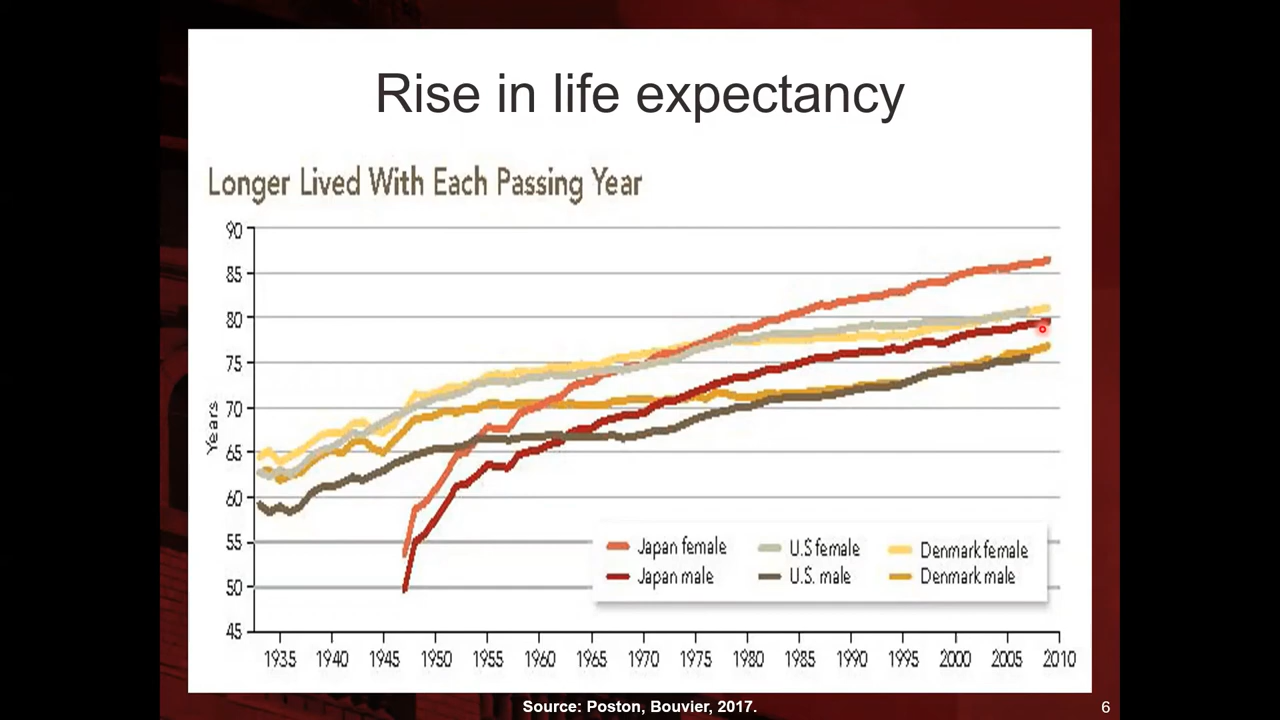 Rise in life expectancy
Longer Lived With Each Passing Year
90
85
80
75
70
65
60
55
50
45
Years
Japan female
U.S female
Denmark female
Japan male
U.S. male
Denmark male
1935 1940 1945 1950 1955 1960 1965 1970 1975 1980 1985 1990 1995 2000 2005 2010
Source: Poston, Bouvier, 2017.
6